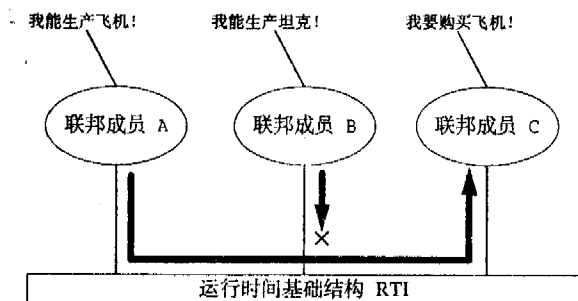 我能生产飞机！
我能生产坦克！
我要购买飞机！
联邦成员 A
联邦成员 B
联邦成员 C
运行时间基础结构 RTI